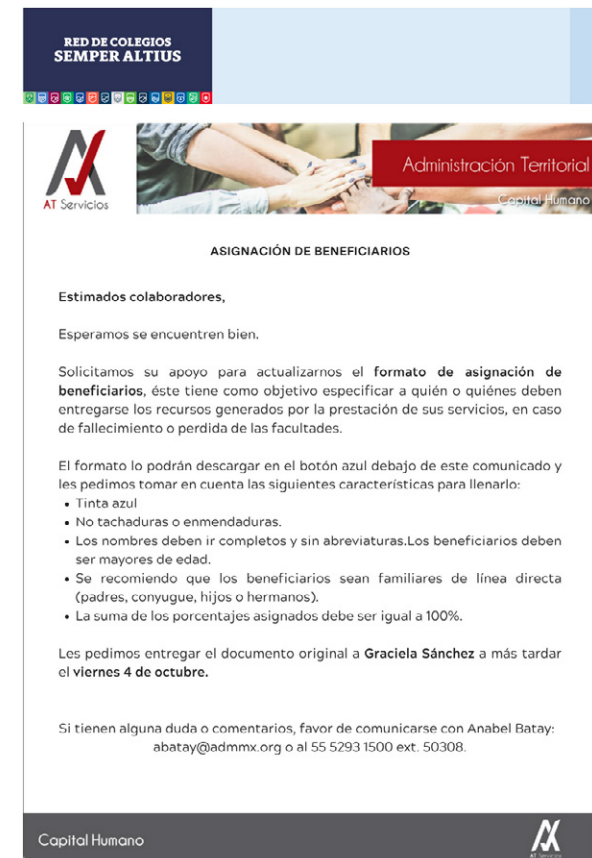 RED DE COLEGIOS
SEMPER ALTIUS
AT Servicios
Administración Territorial
Capital Humano
ASIGNACIÓN DE BENEFICIARIOS
Estimados colaboradores,
Esperamos se encuentren bien.
Solicitamos su apoyo para actualizarnos el formato de asignación de
beneficiarios, éste tiene como objetivo especificar a quién o quiénes deben
entregarse los recursos generados por la prestación de sus servicios, en caso
de fallecimiento o perdida de las facultades.
El formato lo podrán descargar en el botón azul debajo de este comunicado y
les pedimos tomar en cuenta las siguientes características para llenarlo:
• Tinta azul
• No tachaduras o enmendaduras.
• Los nombres deben ir completos y sin abreviaturas.Los beneficiarios deben
ser mayores de edad.
• Se recomiendo que los beneficiarios sean familiares de línea directa
(padres, conyugue, hijos o hermanos).
• La suma de los porcentajes asignados debe ser igual a 100%.
Les pedimos entregar el documento original a Graciela Sánchez a más tardar
el viernes 4 de octubre.
Si tienen alguna duda o comentarios, favor de comunicarse con Anabel Batay:
abatay@admmx.org o al 55 5293 1500 ext. 50308.
Capital Humano
AT Servicios